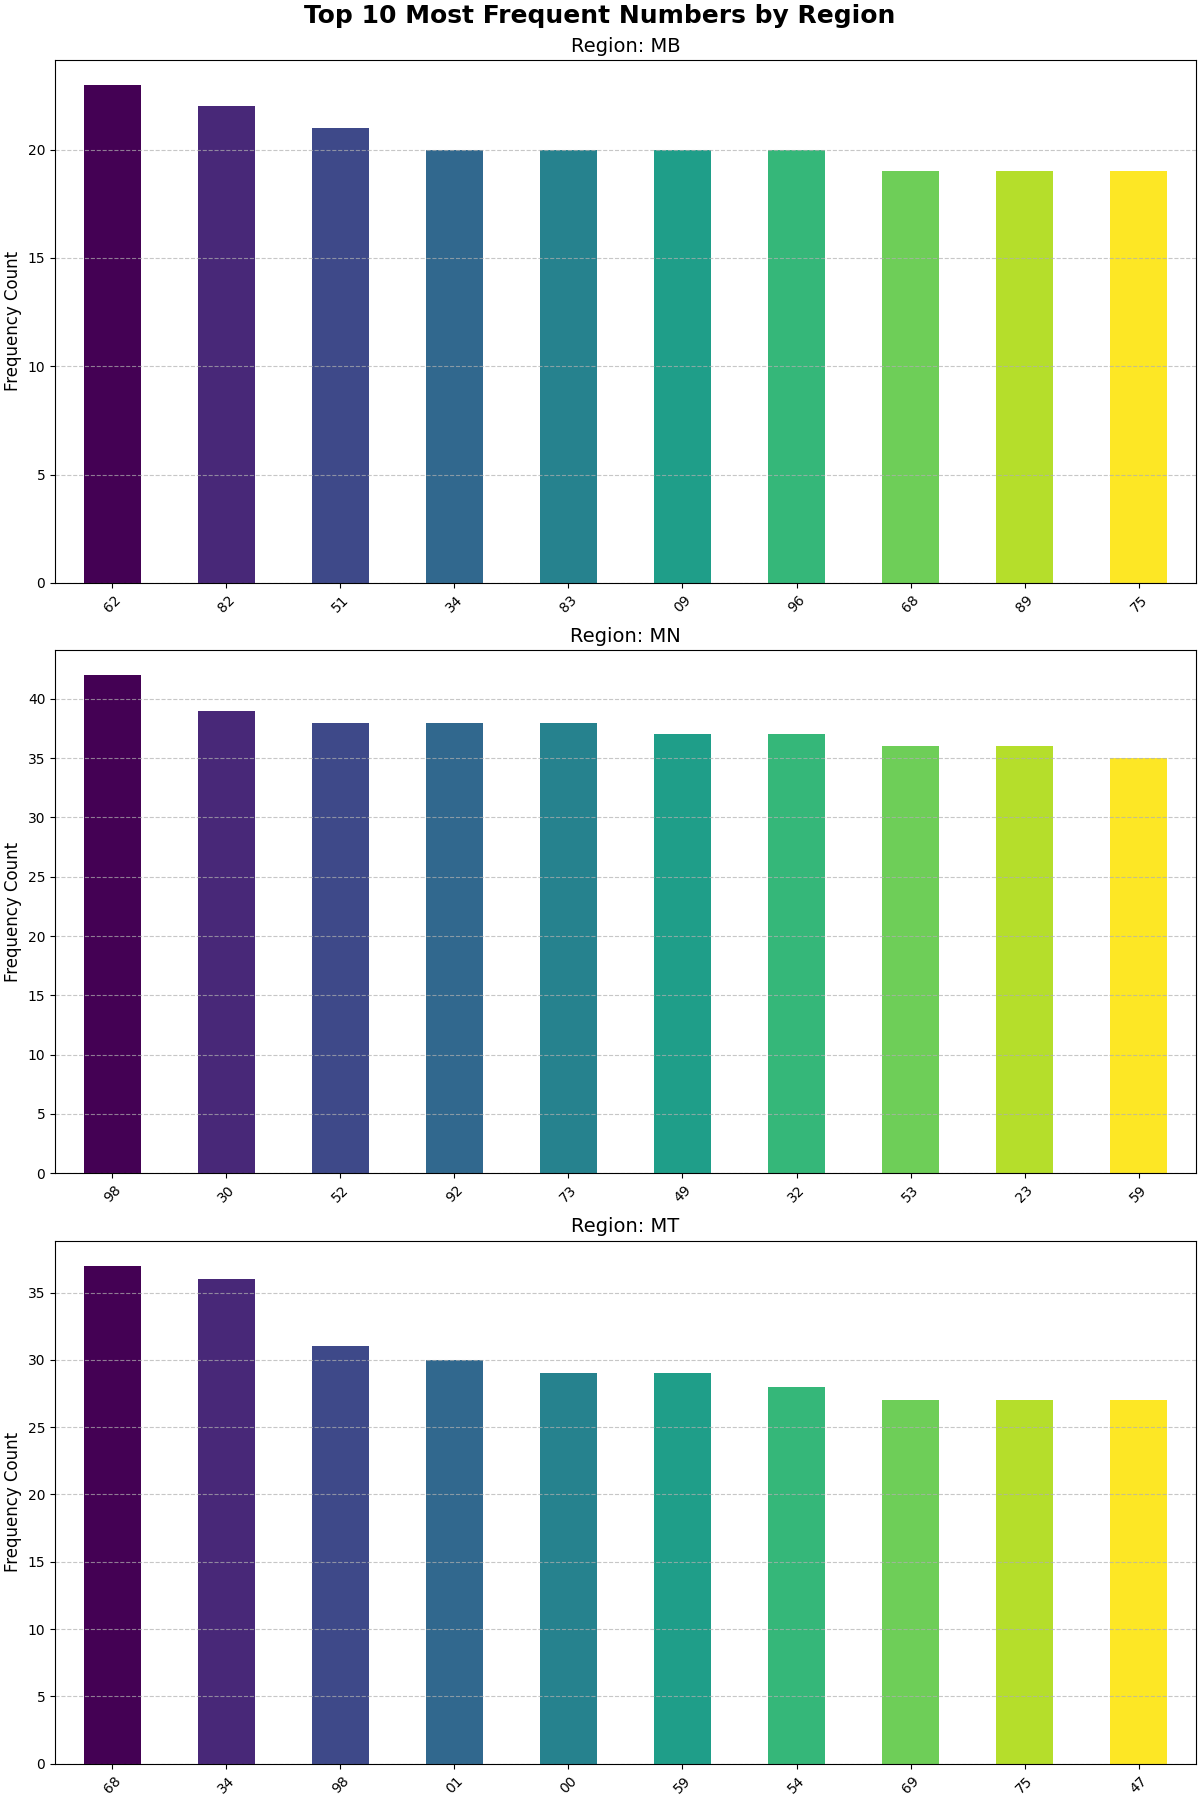 Top 10 Most Frequent Numbers by Region
Region: MB
Frequency Count
20
15
10
5
0
62 82 51 34 83 09 96 68 89 75
Region: MN
Frequency Count
40
35
30
25
20
15
10
5
0
98 30 52 92 73 49 32 53 23 59
Region: MT
Frequency Count
35
30
25
20
15
10
5
0
68 34 98 01 00 59 54 69 75 47